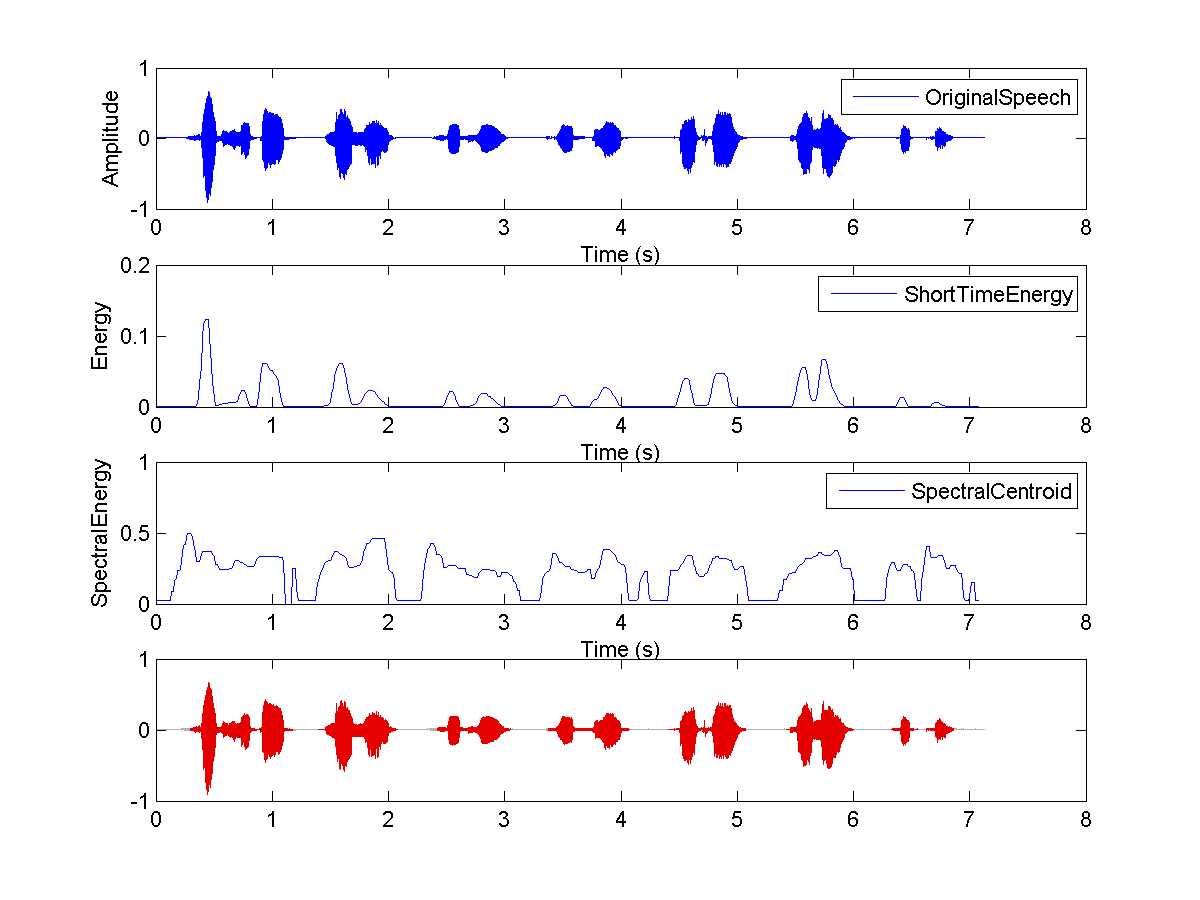 1
0
-1
Amplitude
OriginalSpeech
0 1 2 3 4 5 6 7 8
Time (s)
0.2
0.1
0
Energy
ShortTimeEnergy
0 1 2 3 4 5 6 7 8
Time (s)
1
0.5
0
SpectralEnergy
SpectralCentroid
0 1 2 3 4 5 6 7 8
Time (s)
1
0
-1
0 1 2 3 4 5 6 7 8